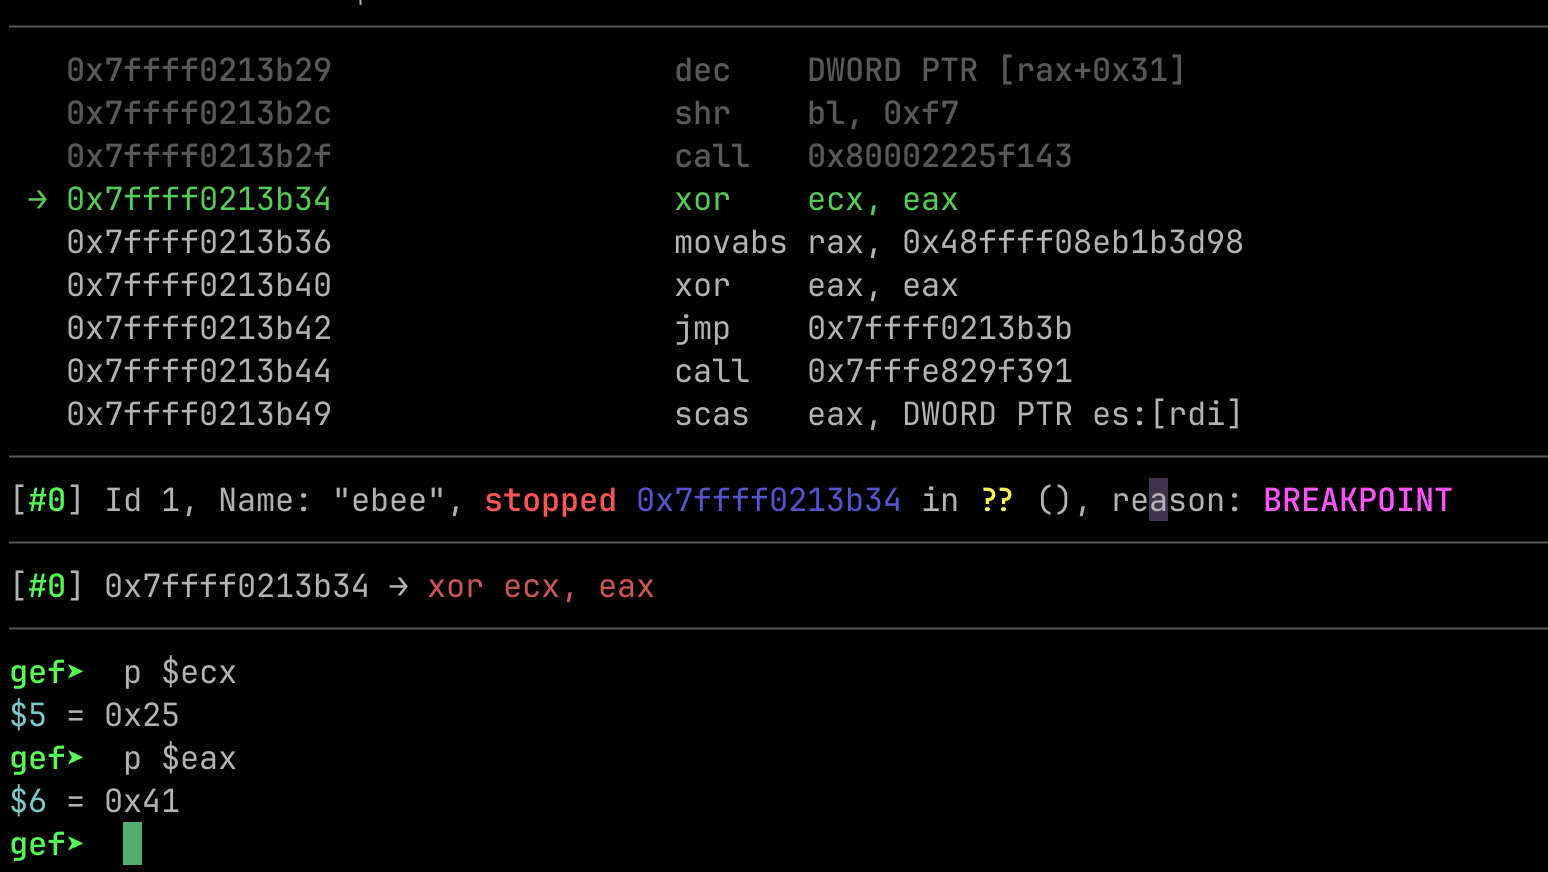 0x7ffff0213b29 dec DWORD PTR [rax+0x31]
0x7ffff0213b2c shr bl, 0xf7
0x7ffff0213b2f call 0x80002225f143
→ 0x7ffff0213b34 xor ecx, eax
0x7ffff0213b36 movabs rax, 0x48ffff08eb1b3d98
0x7ffff0213b40 xor eax, eax
0x7ffff0213b42 jmp 0x7ffff0213b3b
0x7ffff0213b44 call 0x7fffe829f391
0x7ffff0213b49 scas eax, DWORD PTR es:[rdi]
[#0] Id 1, Name: "ebee", stopped 0x7ffff0213b34 in ?? (), reason: BREAKPOINT
[#0] 0x7ffff0213b34 → xor ecx, eax
gef➤ p $ecx
$5 = 0x25
gef➤ p $eax
$6 = 0x41
gef➤